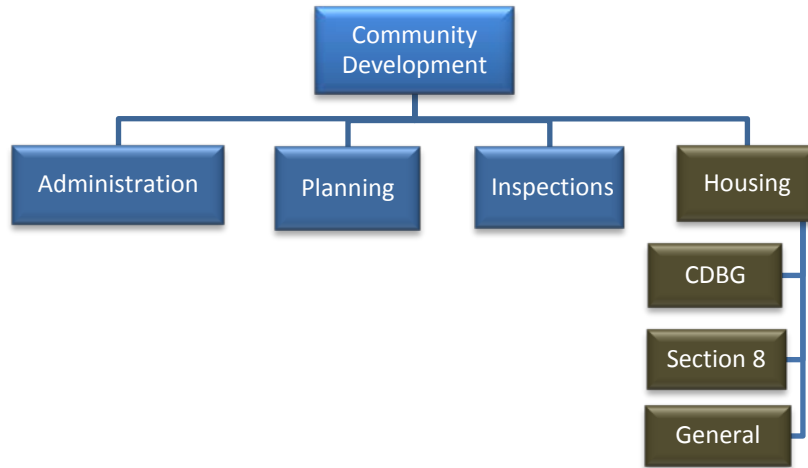 Community
Development
Administration
Planning
Inspections
Housing
CDBG
Section 8
General